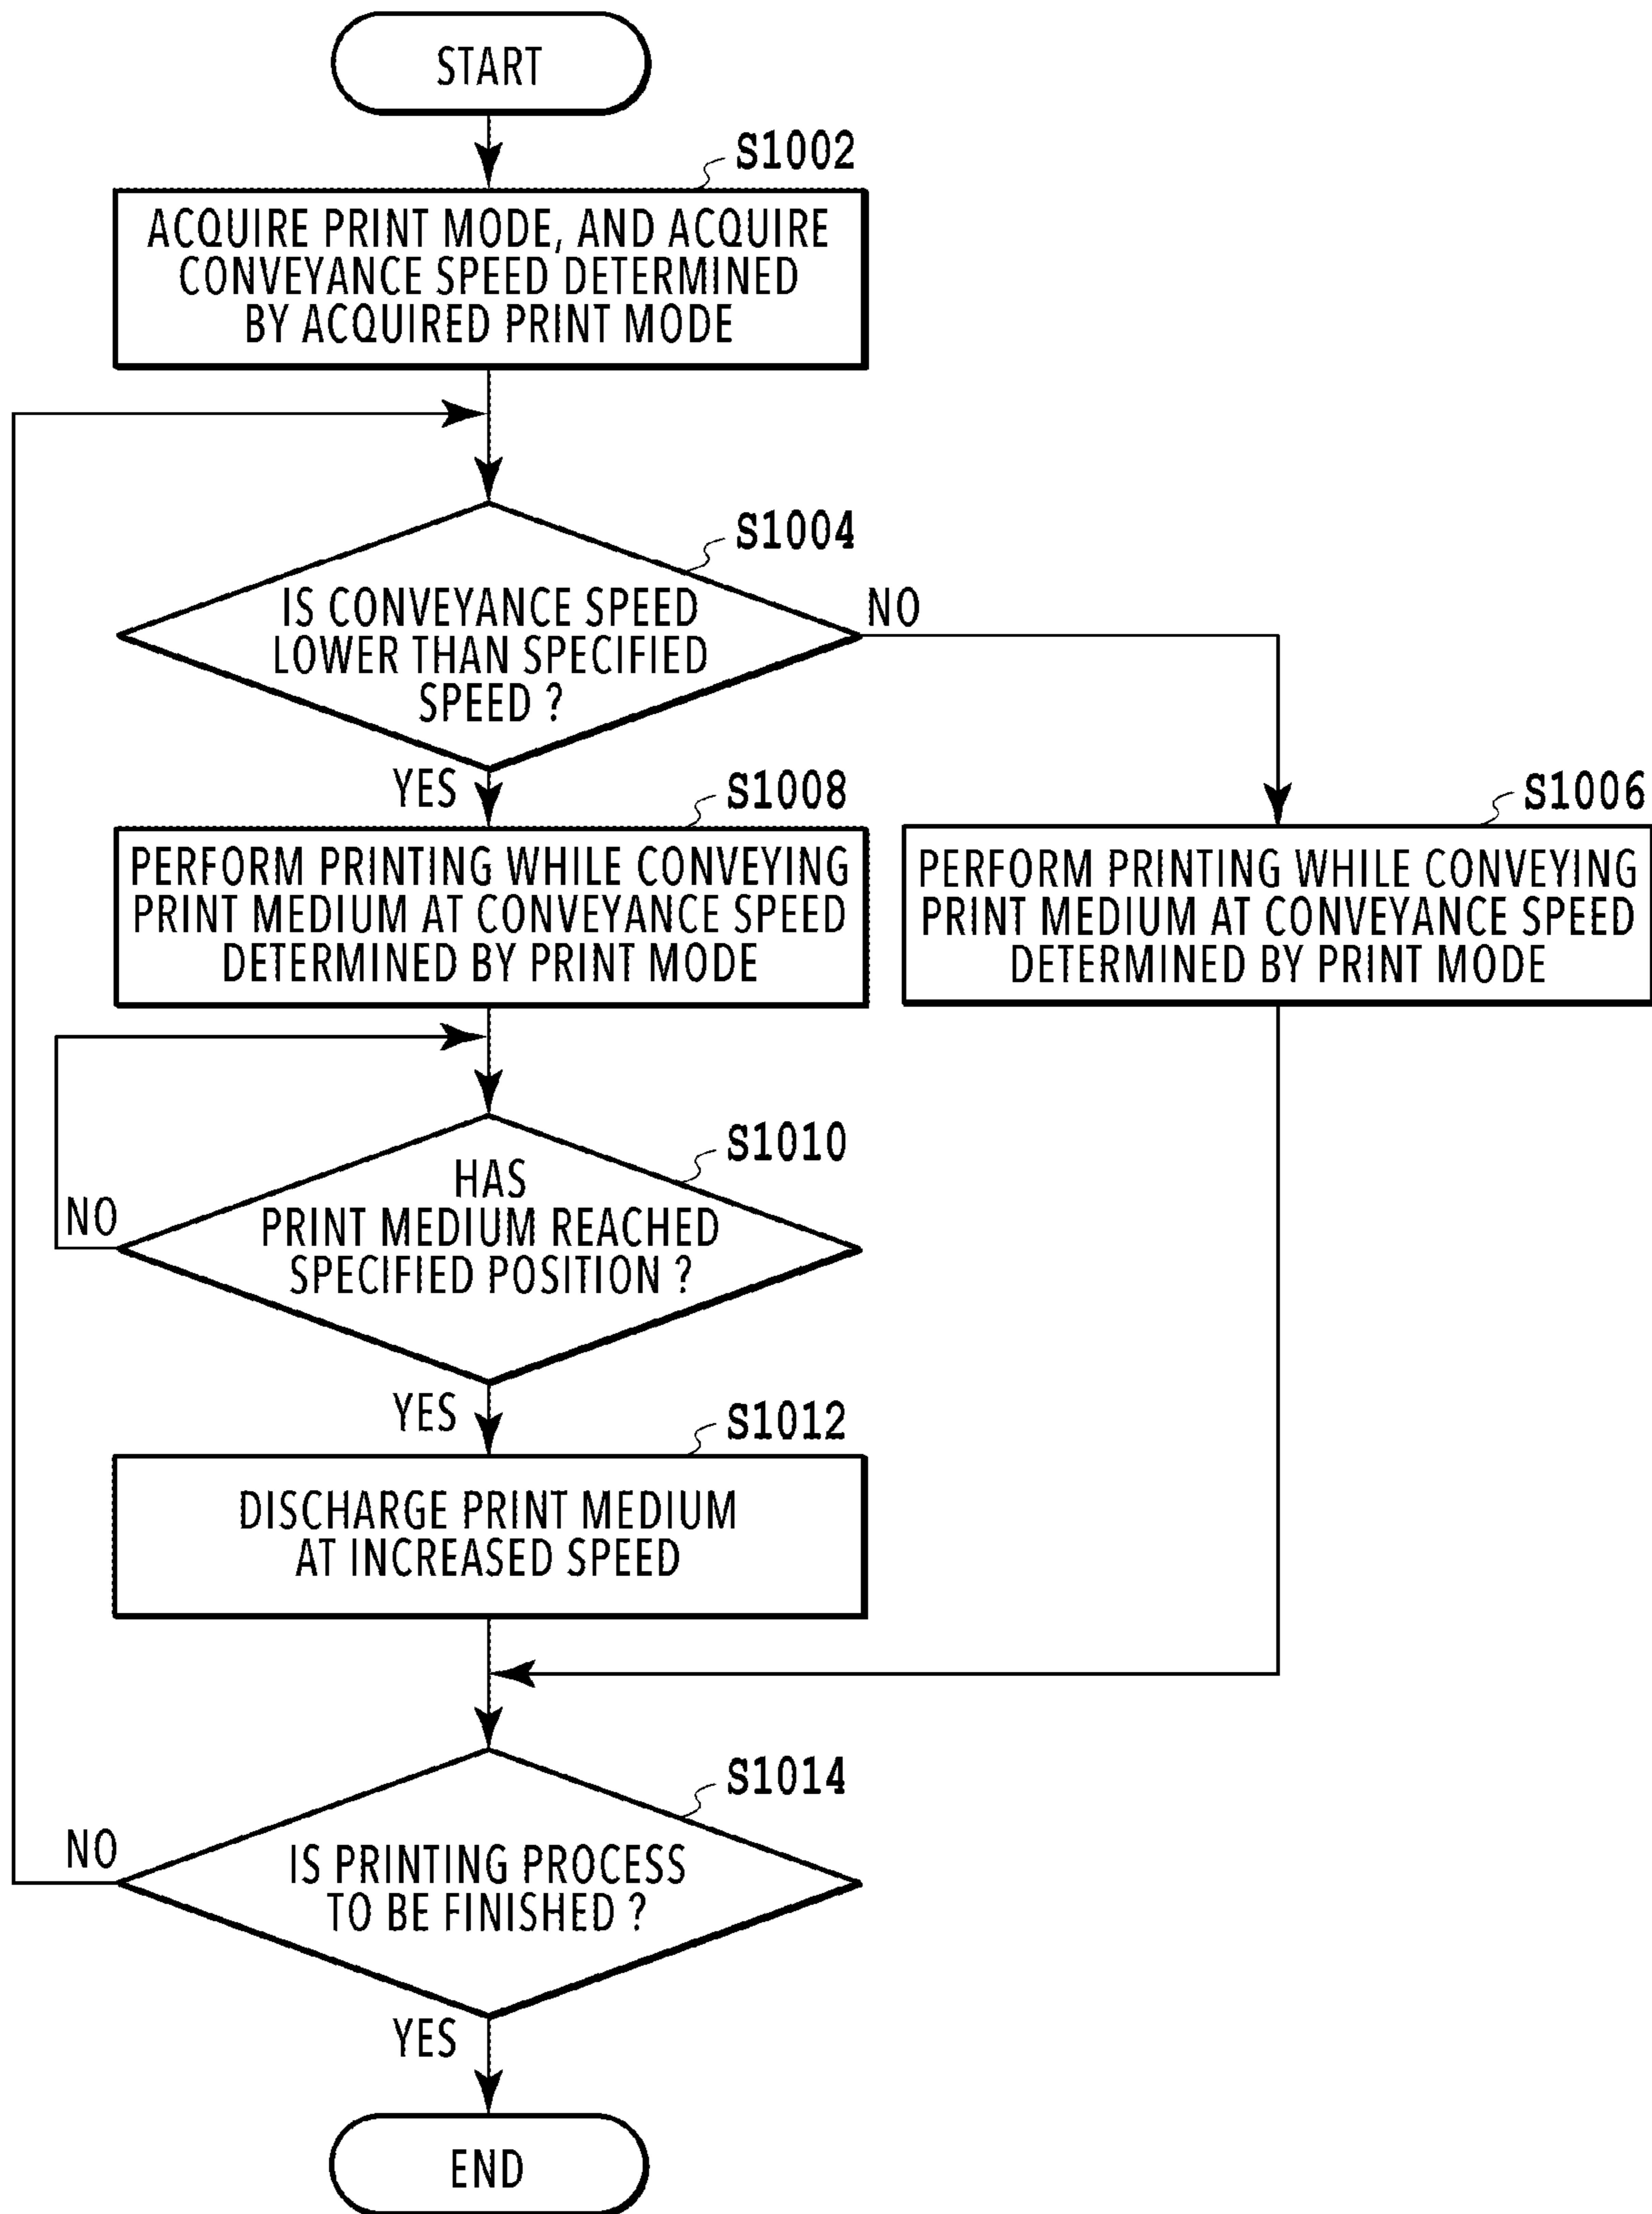 START
S1002
ACQUIRE PRINT MODE, AND ACQUIRE
CONVEYANCE SPEED DETERMINED
BY ACQUIRED PRINT MODE
S1004
IS CONVEYANCE SPEED
LOWER THAN SPECIFIED
SPEED ?
NO
YES
S1008
PERFORM PRINTING WHILE CONVEYING
PRINT MEDIUM AT CONVEYANCE SPEED
DETERMINED BY PRINT MODE
S1006
PERFORM PRINTING WHILE CONVEYING
PRINT MEDIUM AT CONVEYANCE SPEED
DETERMINED BY PRINT MODE
S1010
HAS
PRINT MEDIUM REACHED
SPECIFIED POSITION ?
NO
YES
S1012
DISCHARGE PRINT MEDIUM
AT INCREASED SPEED
S1014
IS PRINTING PROCESS
TO BE FINISHED ?
NO
YES
END